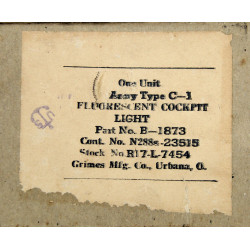 One Unit
Army Type C-1
FLUORESCENT COCKPIT
LIGHT
Part No. B-1873
Cont. No. N288s-23515
Stock No R17-L-7454
Grimes Mfg. Co., Urbana, O.